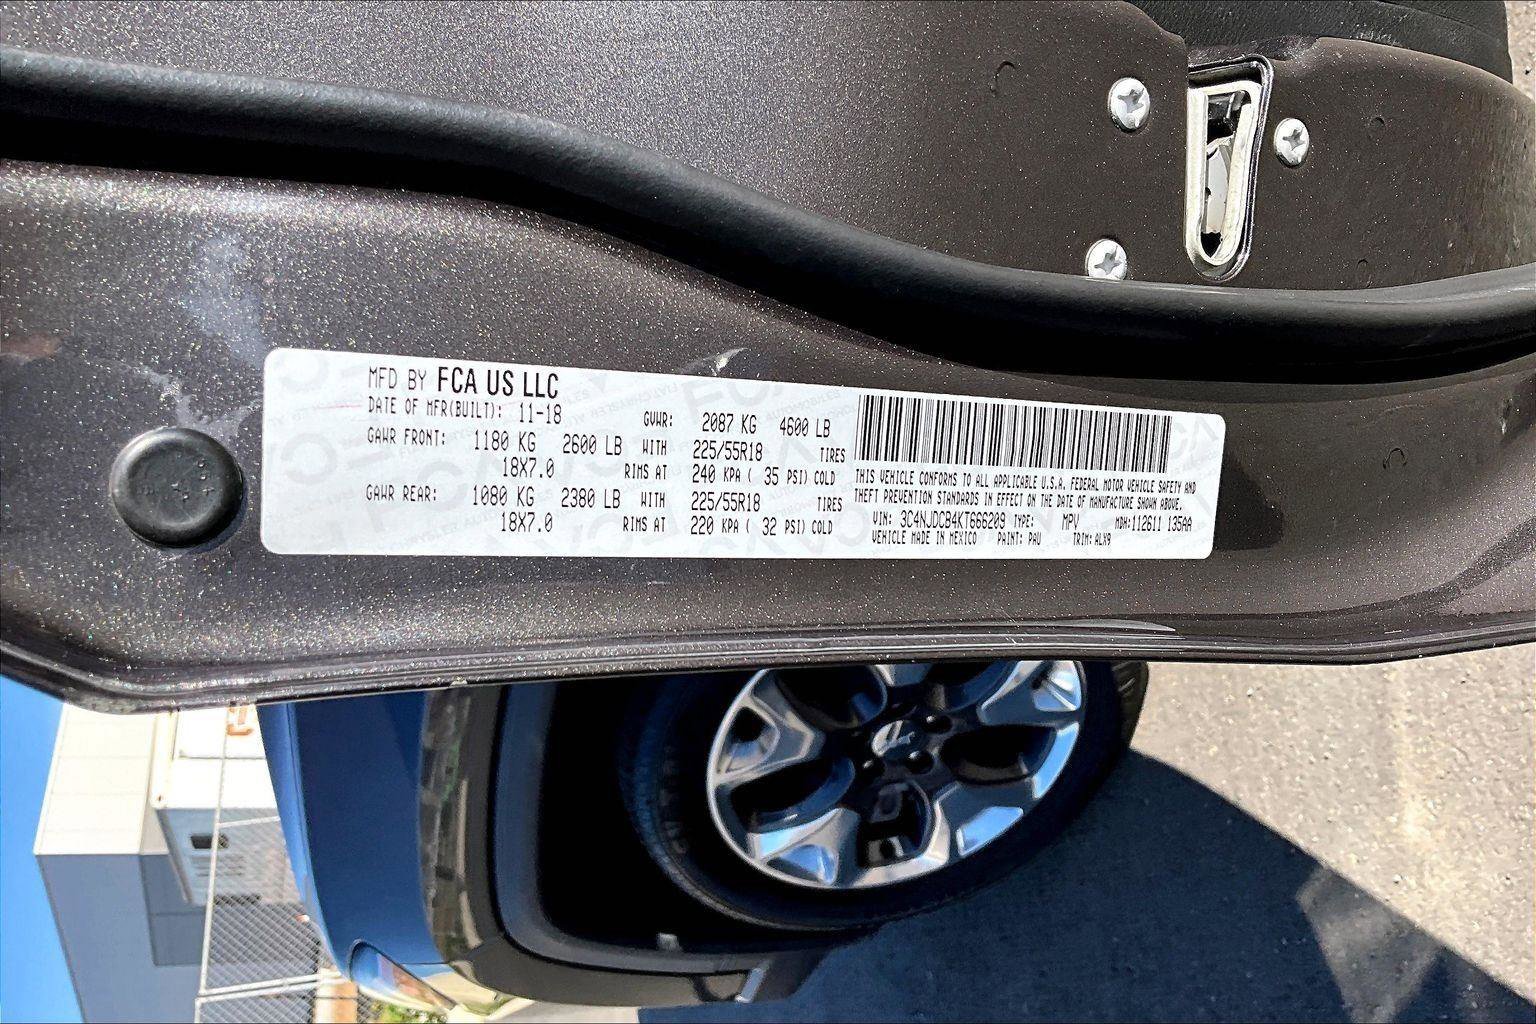 MFD BY FCA US LLC
DATE OF MFR(BUILT): 11-18 GVWR: 2087 KG 4600 LB
GAWR FRONT: 1180 KG 2600 LB WITH 225/55R18 TIRES
18X7.0 RIMS AT 240 KPA ( 35 PSI) COLD
GAWR REAR: 1080 KG 2380 LB WITH 225/55R18 TIRES
18X7.0 RIMS AT 220 KPA ( 32 PSI) COLD
THIS VEHICLE CONFORMS TO ALL APPLICABLE U.S.A. FEDERAL MOTOR VEHICLE SAFETY AND
THEFT PREVENTION STANDARDS IN EFFECT ON THE DATE OF MANUFACTURE SHOWN ABOVE.
VIN: 3C4NJDCB4KT666209 TYPE: MPV MDH:112611 135AA
VEHICLE MADE IN MEXICO PAINT: PAU TRIM: ALX9